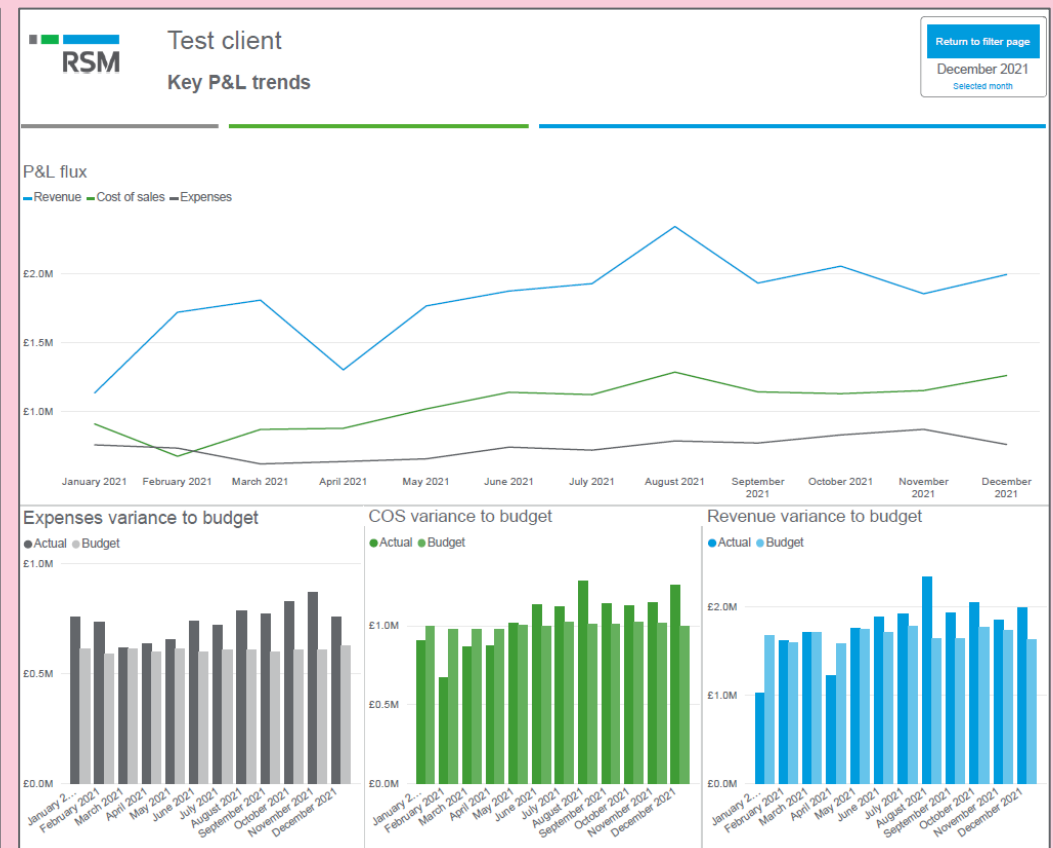 RSM
Test client
Key P&L trends
Return to filter page
December 2021
Selected month
P&L flux
Revenue Cost of sales Expenses
£2.0M
£1.5M
£1.0M
January 2021 February 2021 March 2021 April 2021 May 2021 June 2021 July 2021 August 2021 September 2021 October 2021 November 2021 December 2021
Expenses variance to budget
Actual Budget
£1.0M
£0.5M
£0.0M
January 2...
February 2021
March 2021
April 2021
May 2021
June 2021
July 2021
August 2021
September 2021
October 2021
November 2021
December 2021
COS variance to budget
Actual Budget
£1.0M
£0.5M
£0.0M
January 2...
February 2021
March 2021
April 2021
May 2021
June 2021
July 2021
August 2021
September 2021
October 2021
November 2021
December 2021
Revenue variance to budget
Actual Budget
£2.0M
£1.0M
£0.0M
January 2...
February 2021
March 2021
April 2021
May 2021
June 2021
July 2021
August 2021
September 2021
October 2021
November 2021
December 2021